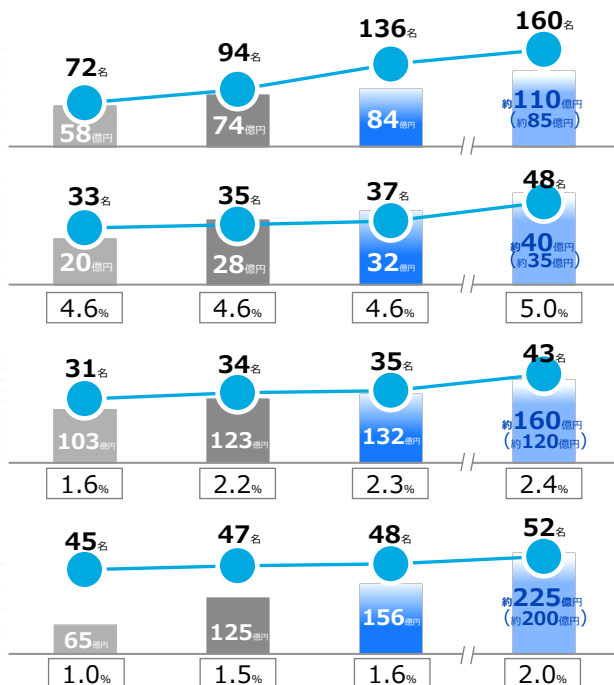 72名 94名 136名 160名
58億円 74億円 84億円 約110億円
(約85億円)
33名 35名 37名 48名
20億円 28億円 32億円 約40億円
(約35億円)
4.6% 4.6% 4.6% 5.0%
31名 34名 35名 43名
103億円 123億円 132億円 約160億円
(約120億円)
1.6% 2.2% 2.3% 2.4%
45名 47名 48名 52名
65億円 125億円 156億円 約225億円
(約200億円)
1.0% 1.5% 1.6% 2.0%